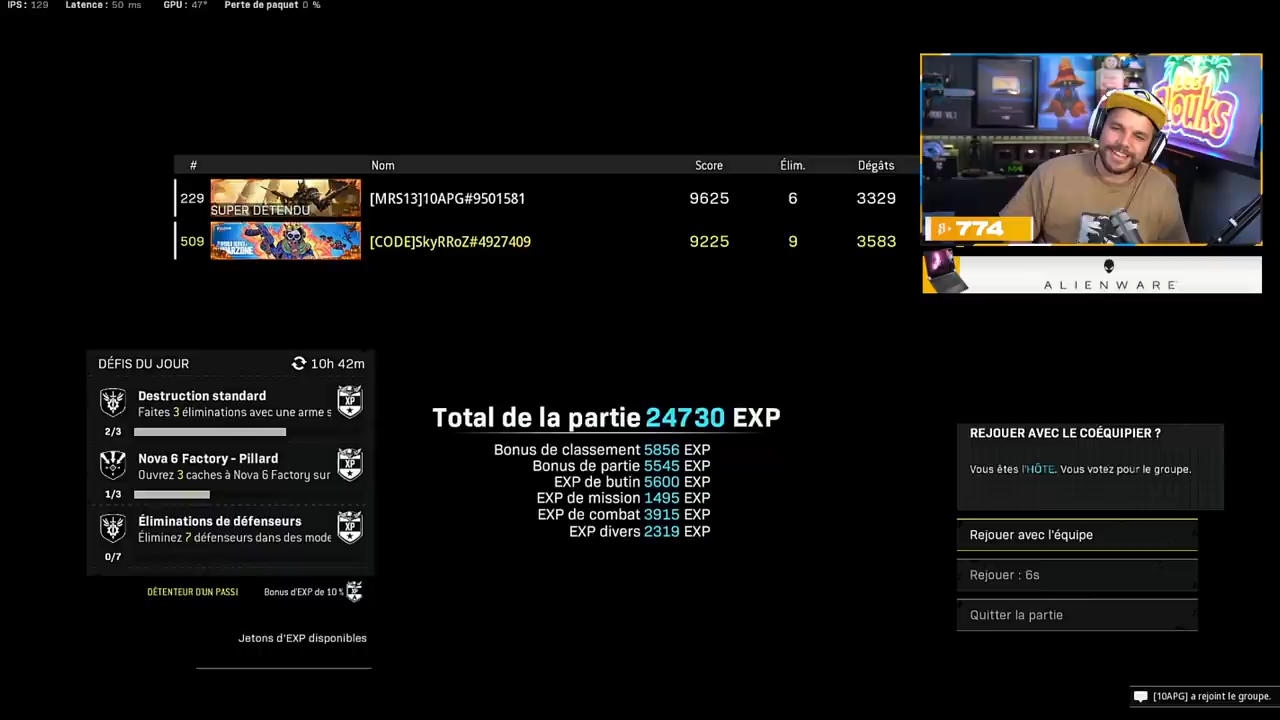 IPS : 129 Latence : 50 ms GPU : 47° Perte de paquet 0 %
# Nom Score Élim. Dégâts
229 SUPER DÉTENDU [MRS13]10APG#9501581 9625 6 3329
509 WARZONE [CODE]SkyRRoZ#4927409 9225 9 3583
774
ALIENWARE
DÉFIS DU JOUR 10h 42m
Destruction standard
Faites 3 éliminations avec une arme s
XP
2/3
Nova 6 Factory - Pillard
Ouvrez 3 caches à Nova 6 Factory sur
XP
1/3
Éliminations de défenseurs
Éliminez 7 défenseurs dans des mode
XP
0/7
DÉTENTEUR D'UN PASSI Bonus d'EXP de 10 % XP
Jetons d'EXP disponibles
Total de la partie 24730 EXP
Bonus de classement 5856 EXP
Bonus de partie 5545 EXP
EXP de butin 5600 EXP
EXP de mission 1495 EXP
EXP de combat 3915 EXP
EXP divers 2319 EXP
REJOUER AVEC LE COÉQUIPIER ?
Vous êtes l'HÔTE. Vous votez pour le groupe.
Rejouer avec l'équipe
Rejouer : 6s
Quitter la partie
[10APG] a rejoint le groupe.